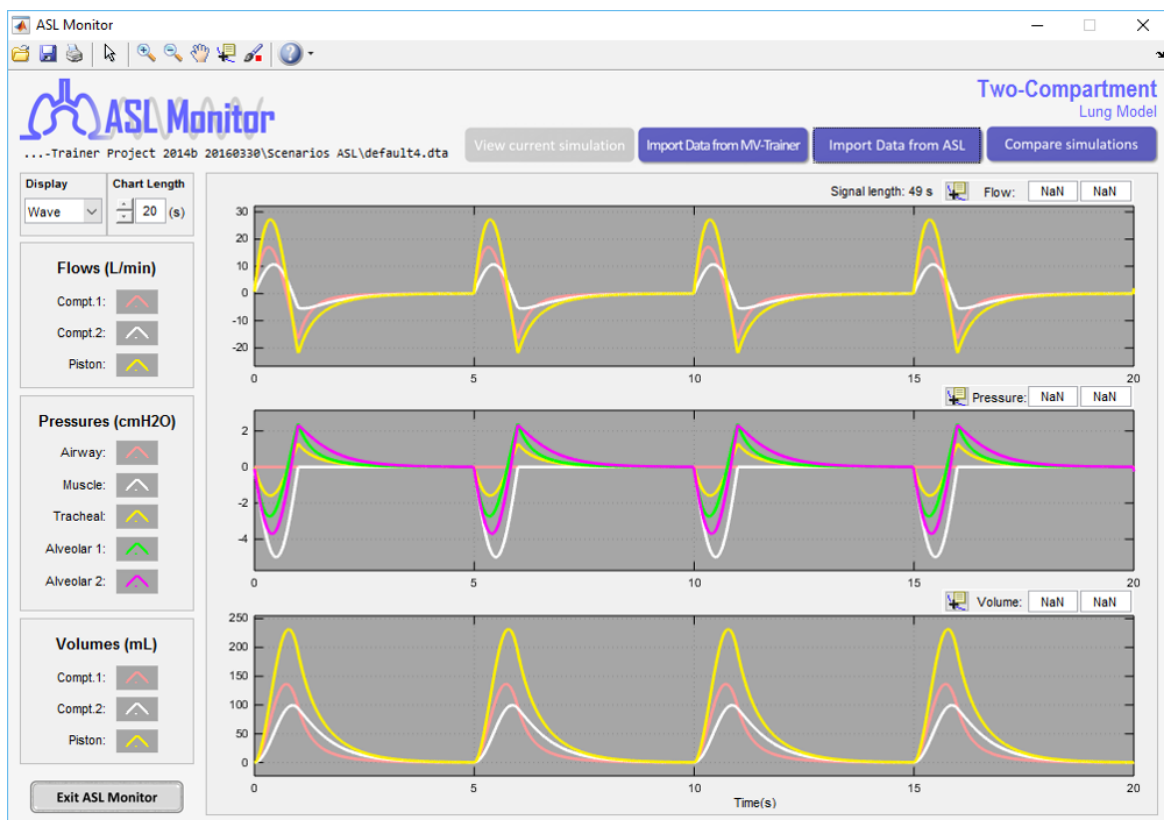 ASL Monitor
ASL Monitor
Two-Compartment
Lung Model
...-Trainer Project 2014b 20160330\Scenarios ASL\default4.dta
View current simulation
Import Data from MV-Trainer
Import Data from ASL
Compare simulations
Display
Chart Length
Wave
20 (s)
Signal length: 49 s
Flow: NaN NaN
30
20
10
0
-10
-20
0 5 10 15 20
Flows (L/min)
Compt.1:
Compt.2:
Piston:
Pressure: NaN NaN
2
0
-2
-4
0 5 10 15 20
Pressures (cmH2O)
Airway:
Muscle:
Tracheal:
Alveolar 1:
Alveolar 2:
Volume: NaN NaN
250
200
150
100
50
0
0 5 10 15 20
Time(s)
Volumes (mL)
Compt.1:
Compt.2:
Piston:
Exit ASL Monitor